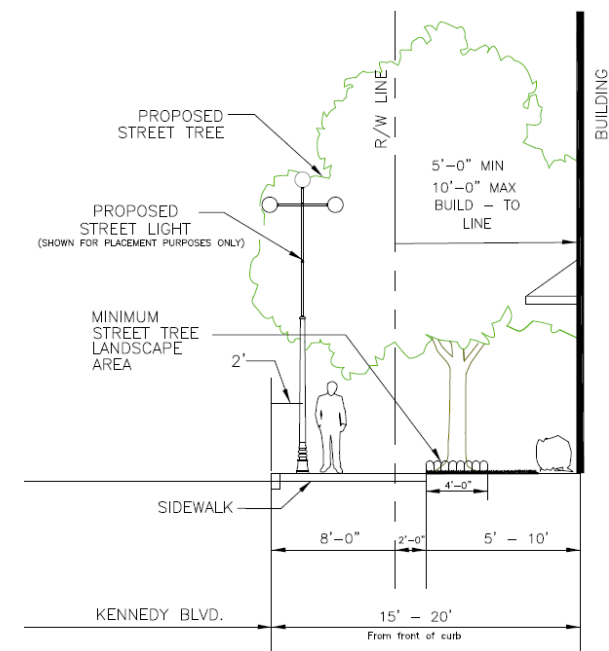 PROPOSED
STREET TREE
R/W LINE
BUILDING
5'-0" MIN
10'-0" MAX
BUILD - TO
LINE
PROPOSED
STREET LIGHT
(SHOWN FOR PLACEMENT PURPOSES ONLY)
MINIMUM
STREET TREE
LANDSCAPE
AREA
2'
4'-0"
SIDEWALK
8'-0"
2'-0"
5' - 10'
KENNEDY BLVD.
15' - 20'
From front of curb